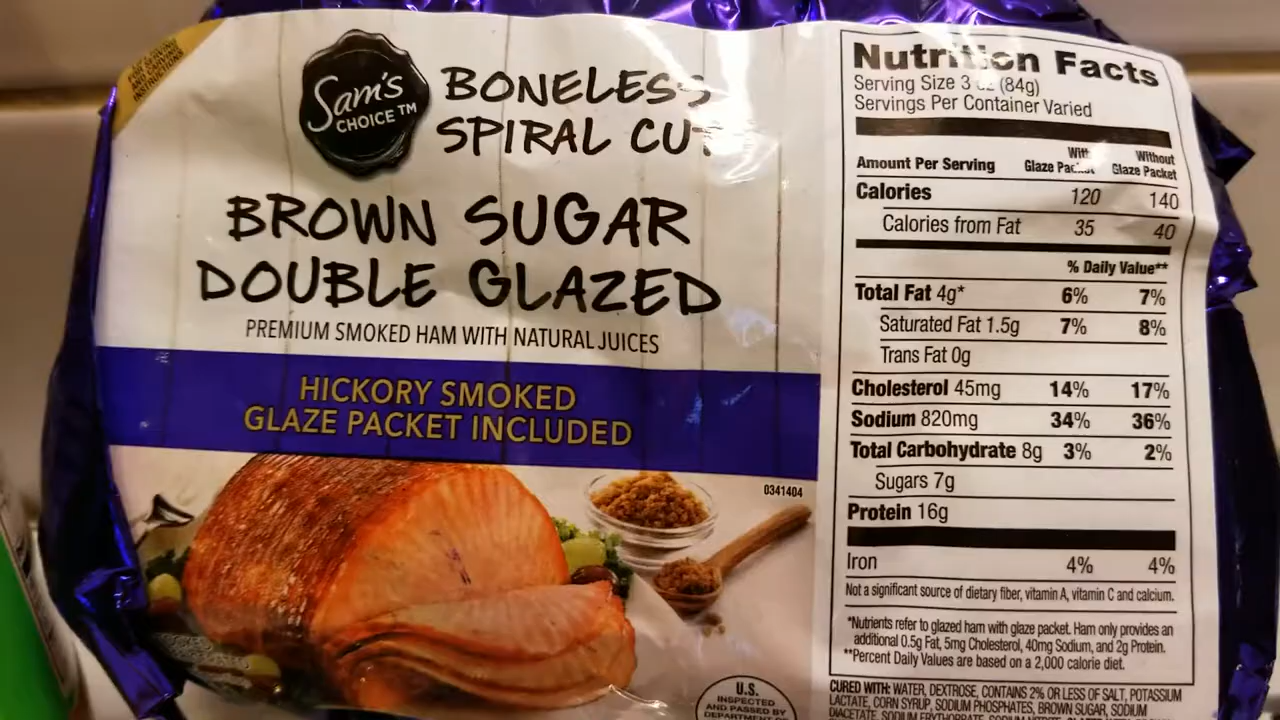 Sam's
CHOICE™
BONELESS
SPIRAL CUT
BROWN SUGAR
DOUBLE GLAZED
PREMIUM SMOKED HAM WITH NATURAL JUICES
HICKORY SMOKED
GLAZE PACKET INCLUDED
0341404
U.S.
INSPECTED
AND PASSED BY
DEPARTMENT OF
Nutrition Facts
Serving Size 3 oz (84g)
Servings Per Container Varied
Amount Per Serving With Glaze Packet Without Glaze Packet
Calories 120 140
Calories from Fat 35 40
% Daily Value**
Total Fat 4g* 6% 7%
Saturated Fat 1.5g 7% 8%
Trans Fat 0g
Cholesterol 45mg 14% 17%
Sodium 820mg 34% 36%
Total Carbohydrate 8g 3% 2%
Sugars 7g
Protein 16g
Iron 4% 4%
Not a significant source of dietary fiber, vitamin A, vitamin C and calcium.
*Nutrients refer to glazed ham with glaze packet. Ham only provides an
additional 0.5g Fat, 5mg Cholesterol, 40mg Sodium, and 2g Protein.
**Percent Daily Values are based on a 2,000 calorie diet.
CURED WITH: WATER, DEXTROSE, CONTAINS 2% OR LESS OF SALT, POTASSIUM
LACTATE, CORN SYRUP, SODIUM PHOSPHATES, BROWN SUGAR, SODIUM